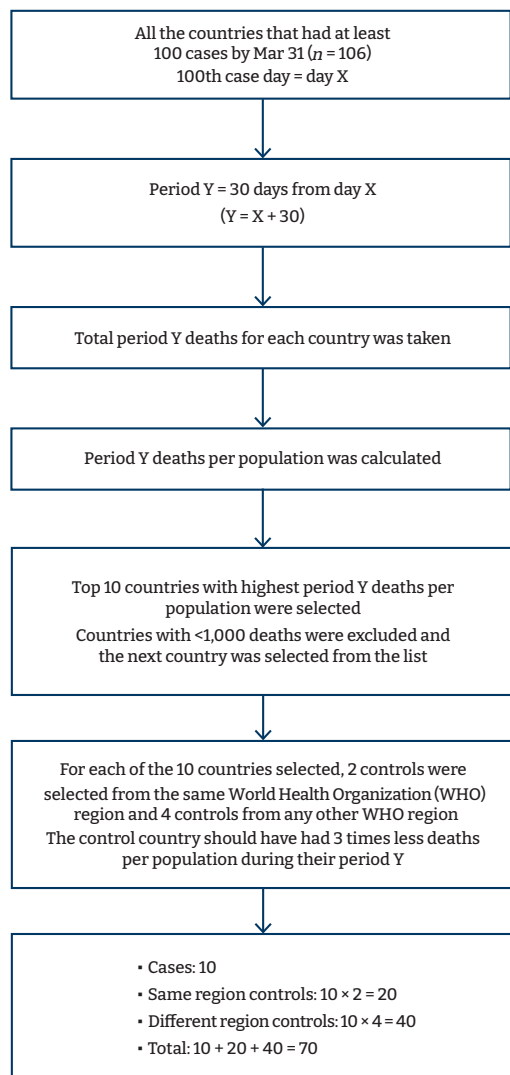 All the countries that had at least
100 cases by Mar 31 (n = 106)
100th case day = day X
Period Y = 30 days from day X
(Y = X + 30)
Total period Y deaths for each country was taken
Period Y deaths per population was calculated
Top 10 countries with highest period Y deaths per
population were selected
Countries with <1,000 deaths were excluded and
the next country was selected from the list
For each of the 10 countries selected, 2 controls were
selected from the same World Health Organization (WHO)
region and 4 controls from any other WHO region
The control country should have had 3 times less deaths
per population during their period Y
▪ Cases: 10
▪ Same region controls: 10 × 2 = 20
▪ Different region controls: 10 × 4 = 40
▪ Total: 10 + 20 + 40 = 70